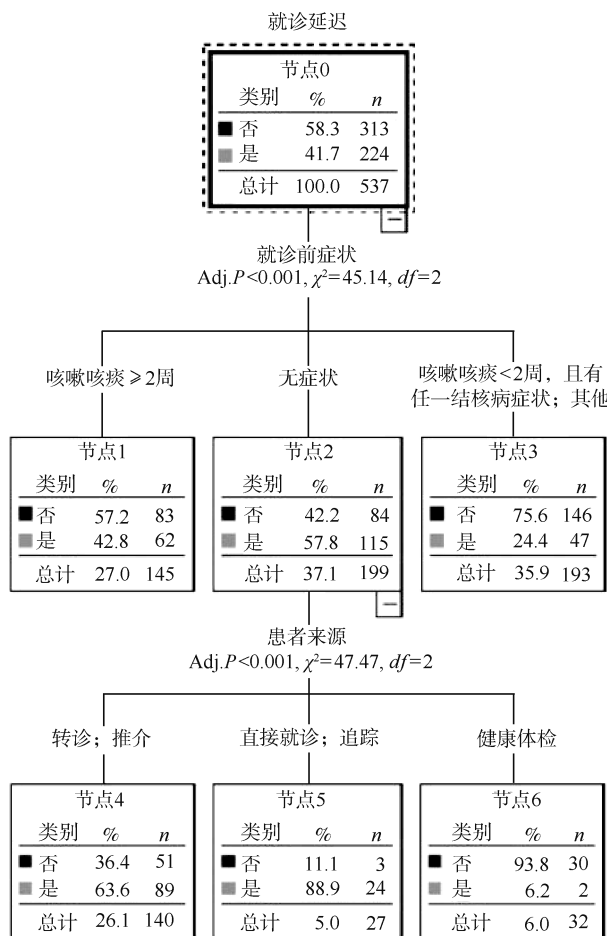 就诊延迟
节点0
类别 % n
否 58.3 313
是 41.7 224
总计 100.0 537
就诊前症状
Adj.P<0.001, χ²=45.14, df=2
咳嗽咳痰≥2周
无症状
咳嗽咳痰<2周，且有
任一结核病症状；其他
节点1
类别 % n
否 57.2 83
是 42.8 62
总计 27.0 145
节点2
类别 % n
否 42.2 84
是 57.8 115
总计 37.1 199
节点3
类别 % n
否 75.6 146
是 24.4 47
总计 35.9 193
患者来源
Adj.P<0.001, χ²=47.47, df=2
转诊；推介
直接就诊；追踪
健康体检
节点4
类别 % n
否 36.4 51
是 63.6 89
总计 26.1 140
节点5
类别 % n
否 11.1 3
是 88.9 24
总计 5.0 27
节点6
类别 % n
否 93.8 30
是 6.2 2
总计 6.0 32